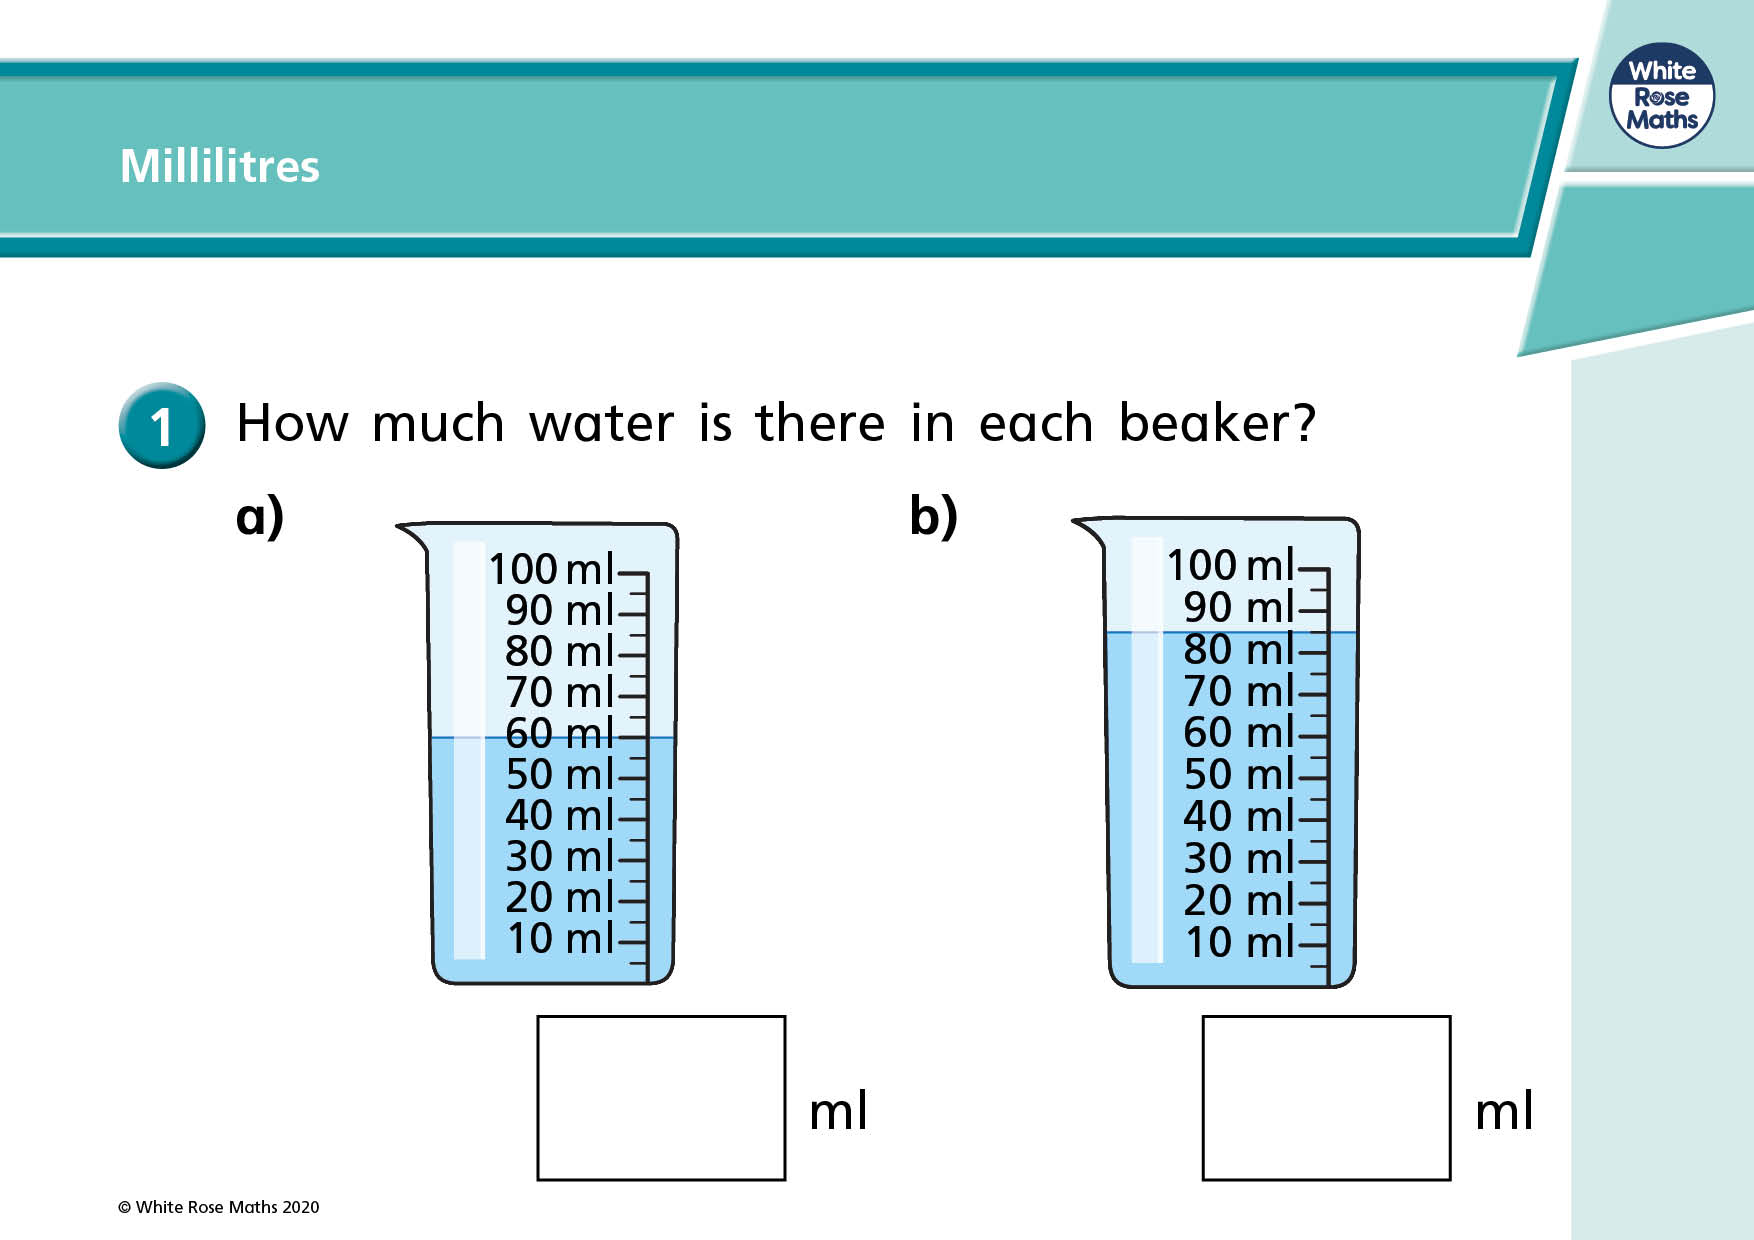 White
Rose
Maths
Millilitres
1 How much water is there in each beaker?
a)
100 ml
90 ml
80 ml
70 ml
60 ml
50 ml
40 ml
30 ml
20 ml
10 ml
ml
b)
100 ml
90 ml
80 ml
70 ml
60 ml
50 ml
40 ml
30 ml
20 ml
10 ml
ml
© White Rose Maths 2020